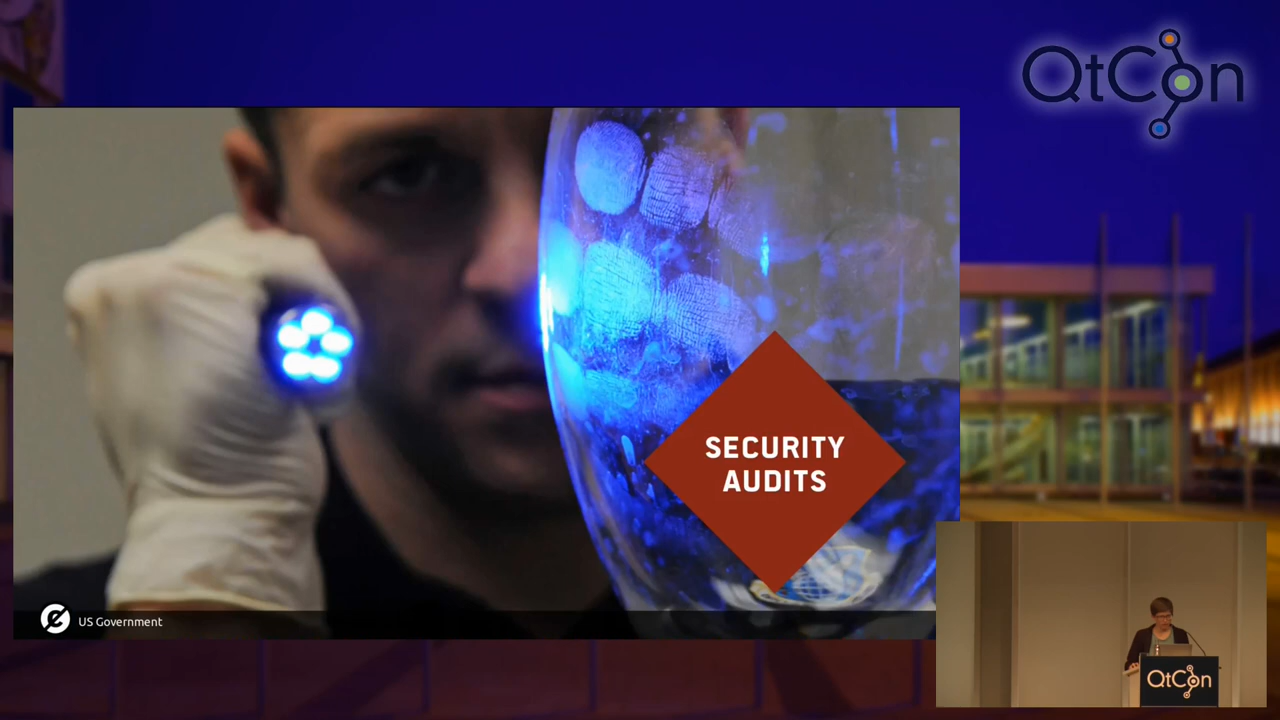 QtCon
SECURITY
AUDITS
US Government
QtCon